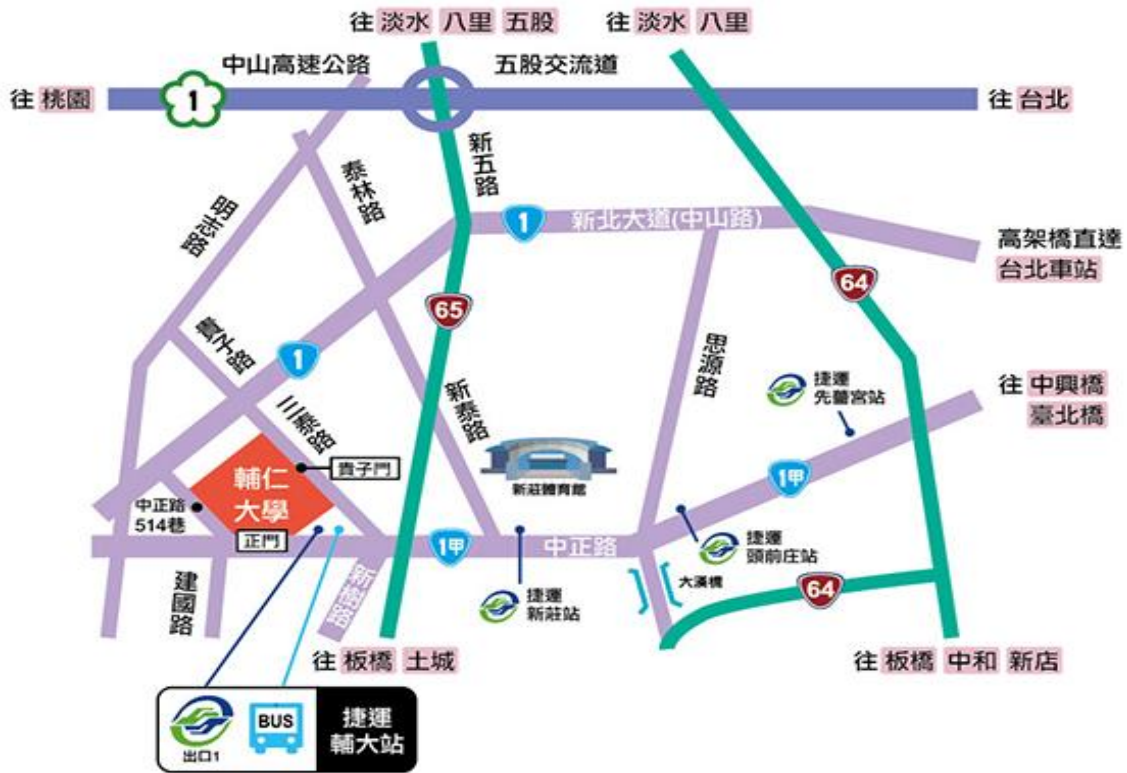 往 淡水 八里 五股
往 淡水 八里
中山高速公路
五股交流道
往 桃園
1
往 台北
新五路
泰林路
明志路
1
新北大道(中山路)
高架橋直達
台北車站
64
65
貴子路
1
思源路
捷運
先嗇宮站
往 中興橋
臺北橋
新泰路
三泰路
貴子門
輔仁
大學
新莊體育館
1甲
中正路
514巷
正門
1甲
中正路
捷運
頭前庄站
大漢橋
64
建國路
新樹路
捷運
新莊站
往 板橋 土城
往 板橋 中和 新店
BUS
出口1
捷運
輔大站